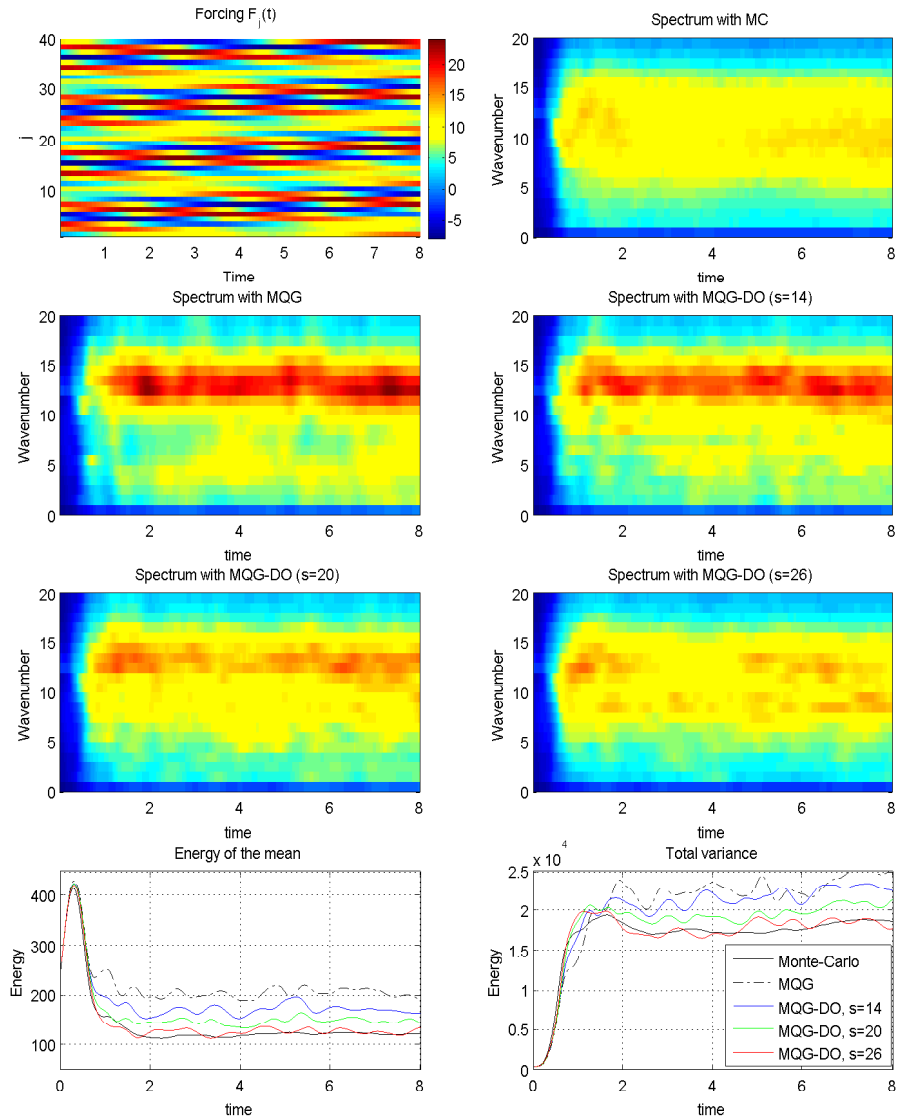 Forcing F_j(t)
40
30
20
10
j
1 2 3 4 5 6 7 8
Time
20
15
10
5
0
-5
Spectrum with MC
20
15
10
5
0
Wavenumber
2 4 6 8
time
Spectrum with MQG
20
15
10
5
0
Wavenumber
2 4 6 8
time
Spectrum with MQG-DO (s=14)
20
15
10
5
0
Wavenumber
2 4 6 8
time
Spectrum with MQG-DO (s=20)
20
15
10
5
0
Wavenumber
2 4 6 8
time
Spectrum with MQG-DO (s=26)
20
15
10
5
0
Wavenumber
2 4 6 8
time
Energy of the mean
400
300
200
100
Energy
0 2 4 6 8
time
Total variance
x 10^4
2.5
2
1.5
1
0.5
0
Energy
0 2 4 6 8
time
Monte-Carlo
MQG
MQG-DO, s=14
MQG-DO, s=20
MQG-DO, s=26